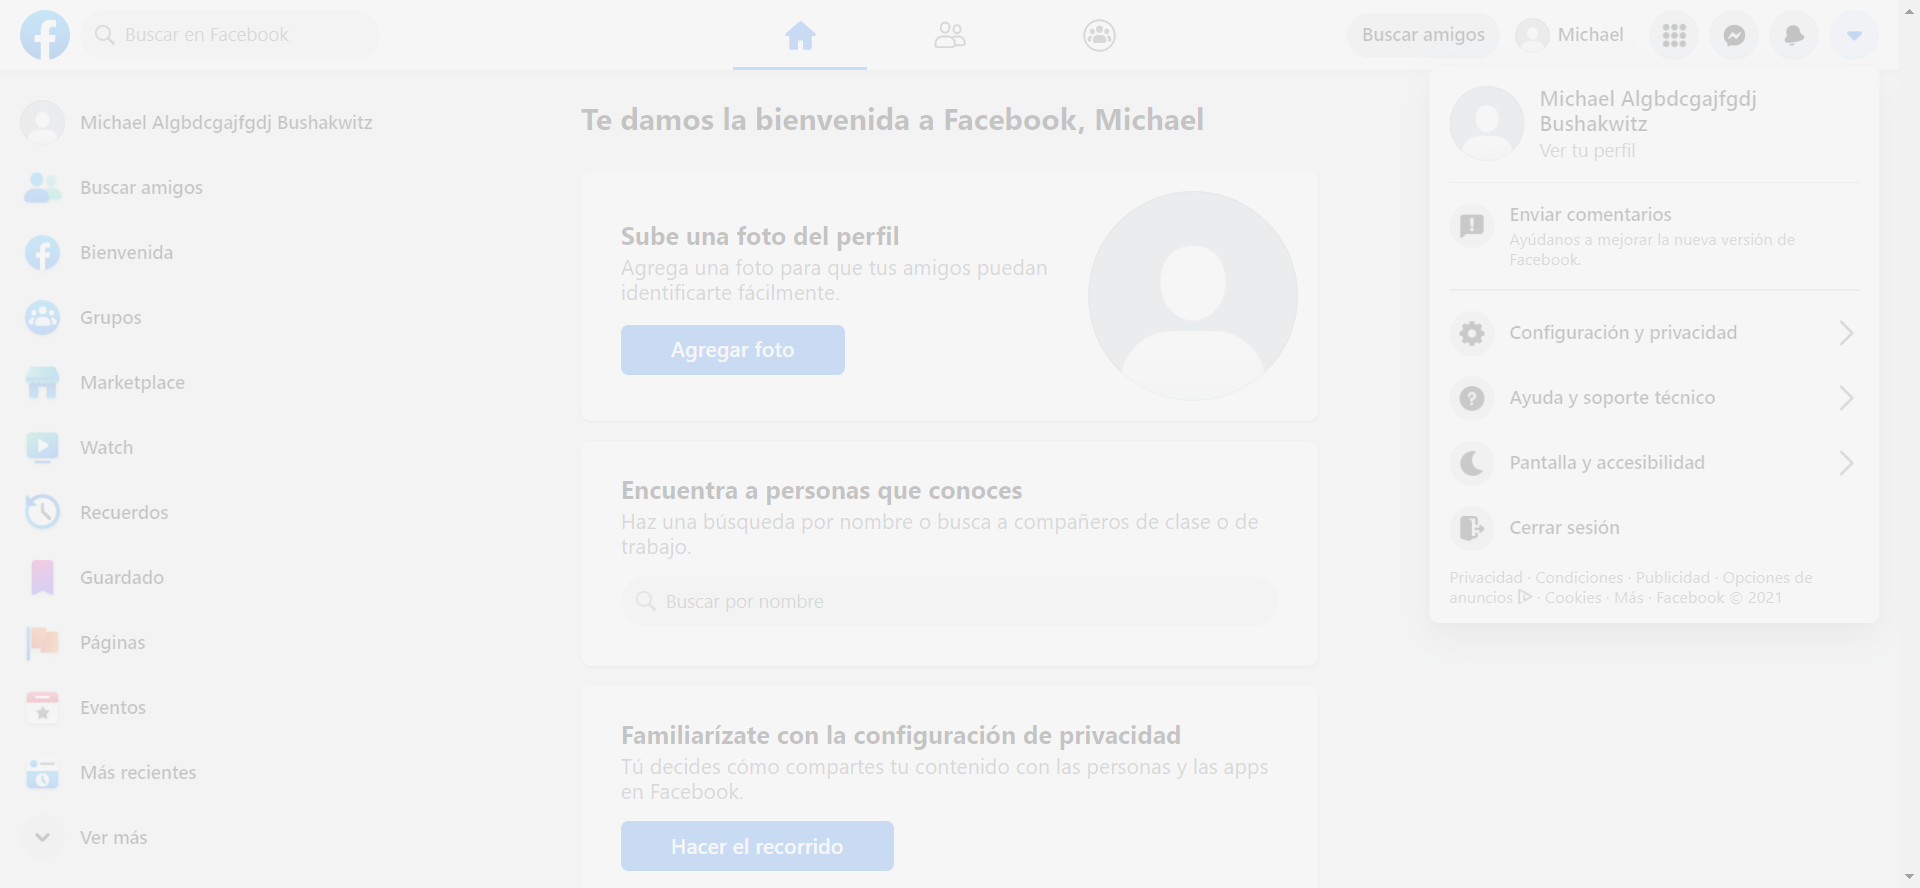 Buscar en Facebook
Buscar amigos
Michael
Michael Algbdcgajfgdj Bushakwitz
Buscar amigos
Bienvenida
Grupos
Marketplace
Watch
Recuerdos
Guardado
Páginas
Eventos
Más recientes
Ver más
Te damos la bienvenida a Facebook, Michael
Sube una foto del perfil
Agrega una foto para que tus amigos puedan
identificarte fácilmente.
Agregar foto
Encuentra a personas que conoces
Haz una búsqueda por nombre o busca a compañeros de clase o de
trabajo.
Buscar por nombre
Familiarízate con la configuración de privacidad
Tú decides cómo compartes tu contenido con las personas y las apps
en Facebook.
Hacer el recorrido
Michael Algbdcgajfgdj
Bushakwitz
Ver tu perfil
Enviar comentarios
Ayúdanos a mejorar la nueva versión de
Facebook.
Configuración y privacidad
Ayuda y soporte técnico
Pantalla y accesibilidad
Cerrar sesión
Privacidad · Condiciones · Publicidad · Opciones de
anuncios · Cookies · Más · Facebook © 2021